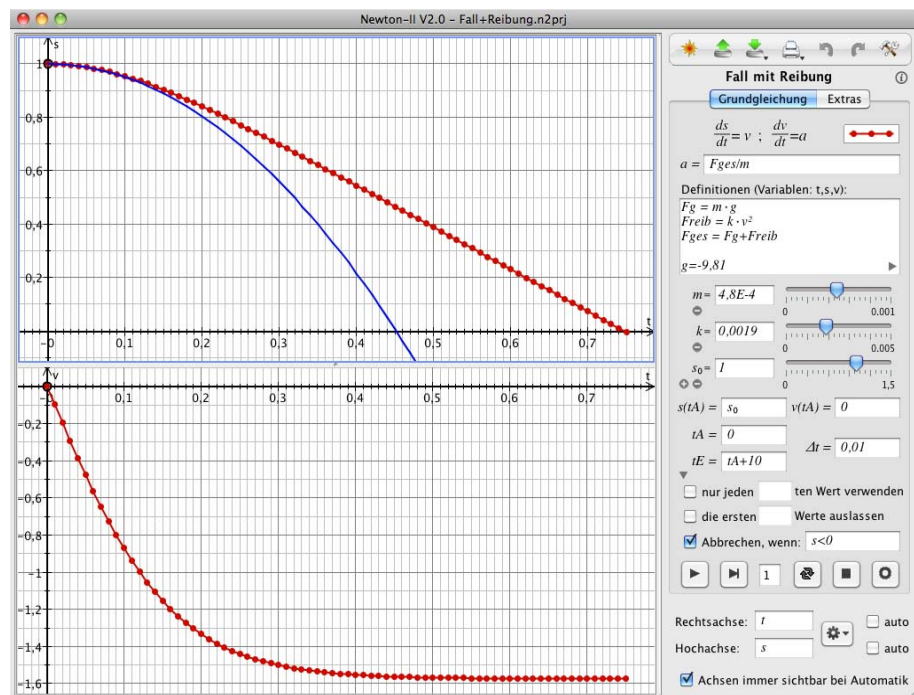 Newton-II V2.0 - Fall+Reibung.n2prj
s
1
0,8
0,6
0,4
0,2
t
-0 0,1 0,2 0,3 0,4 0,5 0,6 0,7
v
t
-0 0,1 0,2 0,3 0,4 0,5 0,6 0,7
-0,2
-0,4
-0,6
-0,8
-1
-1,2
-1,4
-1,6
Fall mit Reibung
Grundgleichung Extras
ds/dt = v ; dv/dt = a
a = Fges/m
Definitionen (Variablen: t,s,v):
Fg = m · g
Freib = k · v²
Fges = Fg+Freib
g=-9,81
m= 4,8E-4
0 0.001
k= 0,0019
0 0.005
s₀= 1
0 1,5
s(tA) = s₀ v(tA) = 0
tA = 0
Δt = 0,01
tE = tA+10
nur jeden ten Wert verwenden
die ersten Werte auslassen
Abbrechen, wenn: s<0
1
Rechtsachse: t auto
Hochachse: s auto
Achsen immer sichtbar bei Automatik